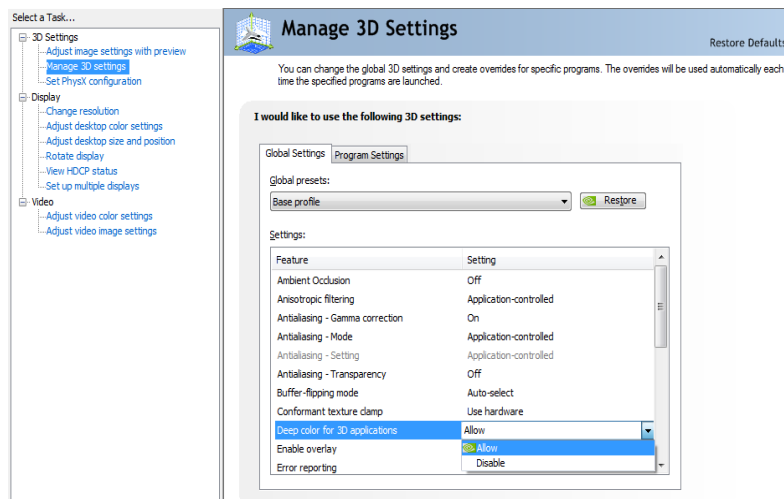 Select a Task...
3D Settings
Adjust image settings with preview
Manage 3D settings
Set PhysX configuration
Display
Change resolution
Adjust desktop color settings
Adjust desktop size and position
Rotate display
View HDCP status
Set up multiple displays
Video
Adjust video color settings
Adjust video image settings
Manage 3D Settings
Restore Defaults
You can change the global 3D settings and create overrides for specific programs. The overrides will be used automatically each
time the specified programs are launched.
I would like to use the following 3D settings:
Global Settings Program Settings
Global presets:
Base profile Restore
Settings:
Feature Setting
Ambient Occlusion Off
Anisotropic filtering Application-controlled
Antialiasing - Gamma correction On
Antialiasing - Mode Application-controlled
Antialiasing - Setting Application-controlled
Antialiasing - Transparency Off
Buffer-flipping mode Auto-select
Conformant texture clamp Use hardware
Deep color for 3D applications Allow
Enable overlay Allow
Error reporting Disable